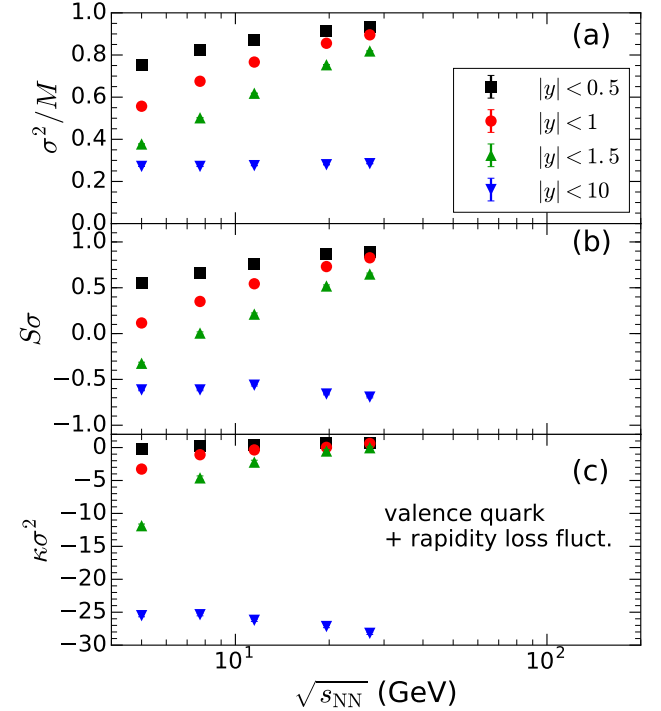 1.0
0.8
0.6
0.4
0.2
0.0
σ²/M
(a)
|y| < 0.5
|y| < 1
|y| < 1.5
|y| < 10
1.0
0.5
0.0
−0.5
−1.0
Sσ
(b)
0
−5
−10
−15
−20
−25
−30
κσ²
(c)
valence quark
+ rapidity loss fluct.
10¹ 10²
√s_NN (GeV)